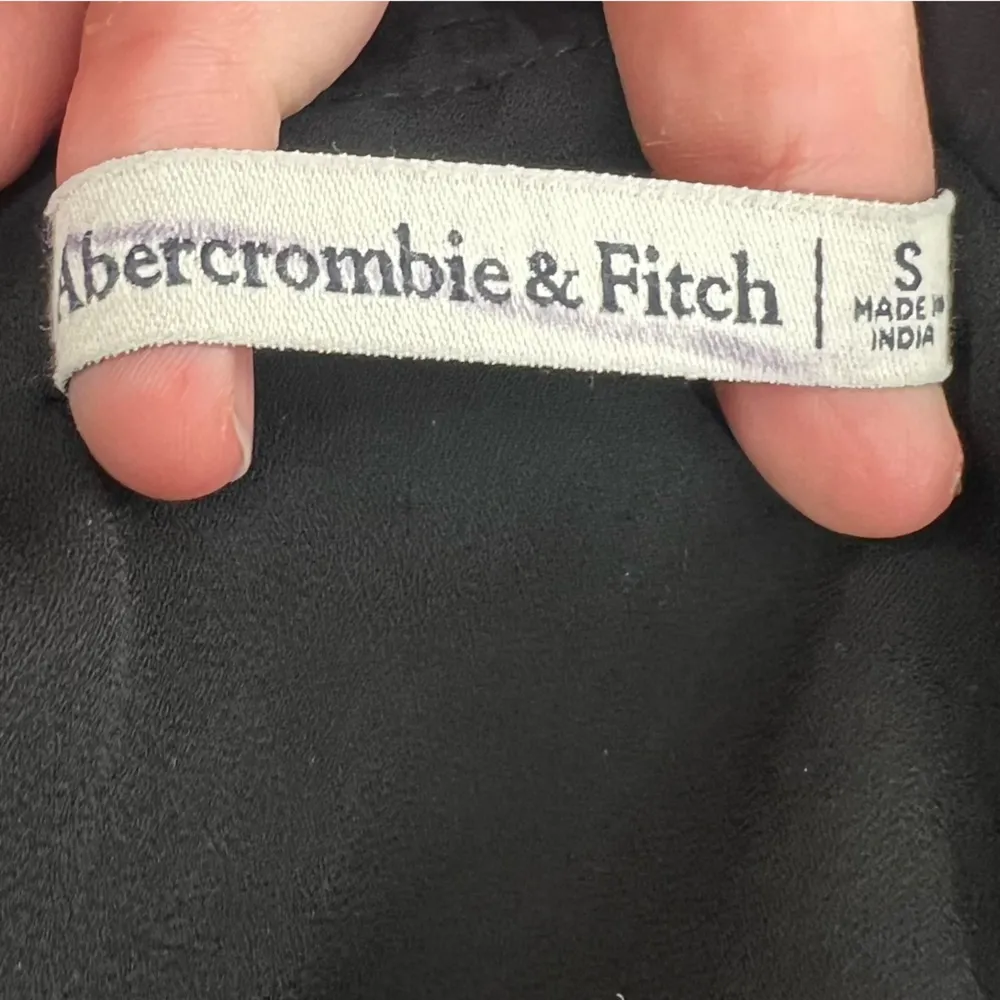 Abercrombie & Fitch
S
MADE IN
INDIA